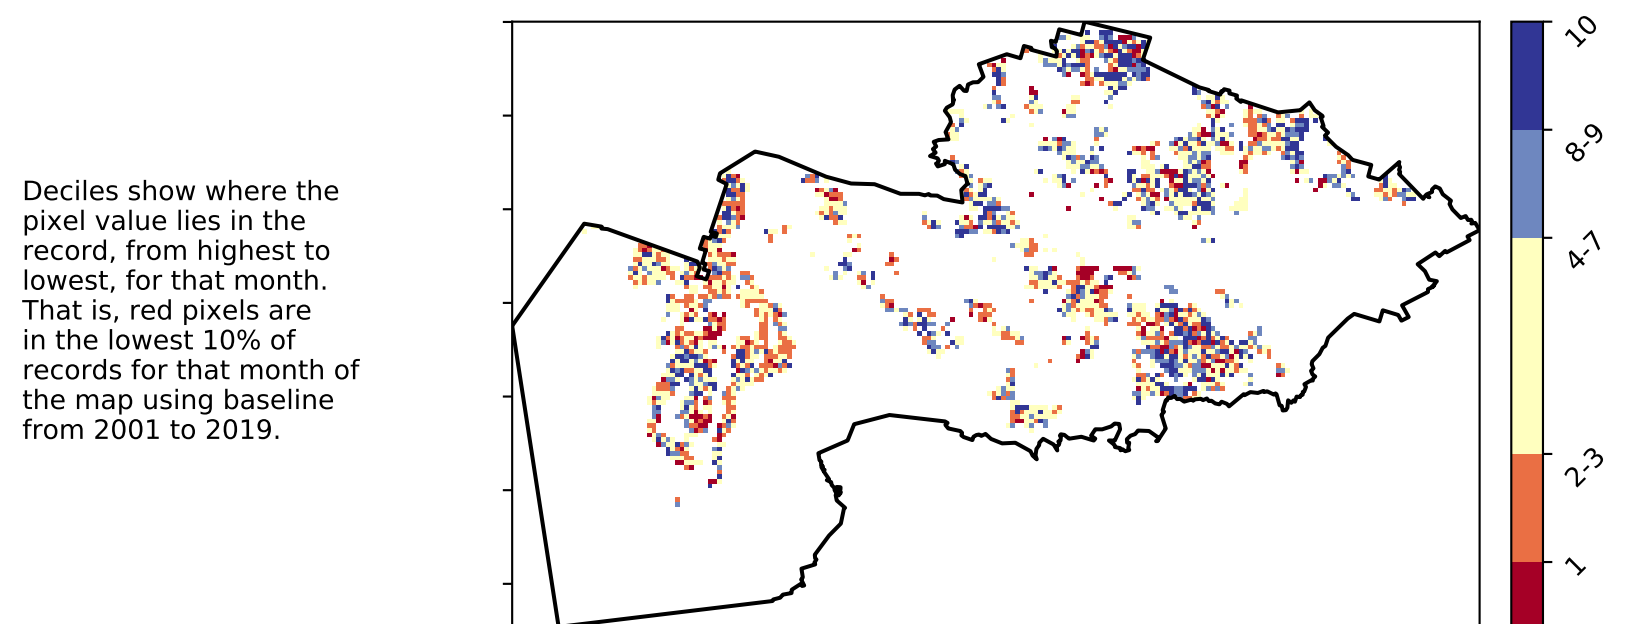 Deciles show where the
pixel value lies in the
record, from highest to
lowest, for that month.
That is, red pixels are
in the lowest 10% of
records for that month of
the map using baseline
from 2001 to 2019.
10
8-9
4-7
2-3
1